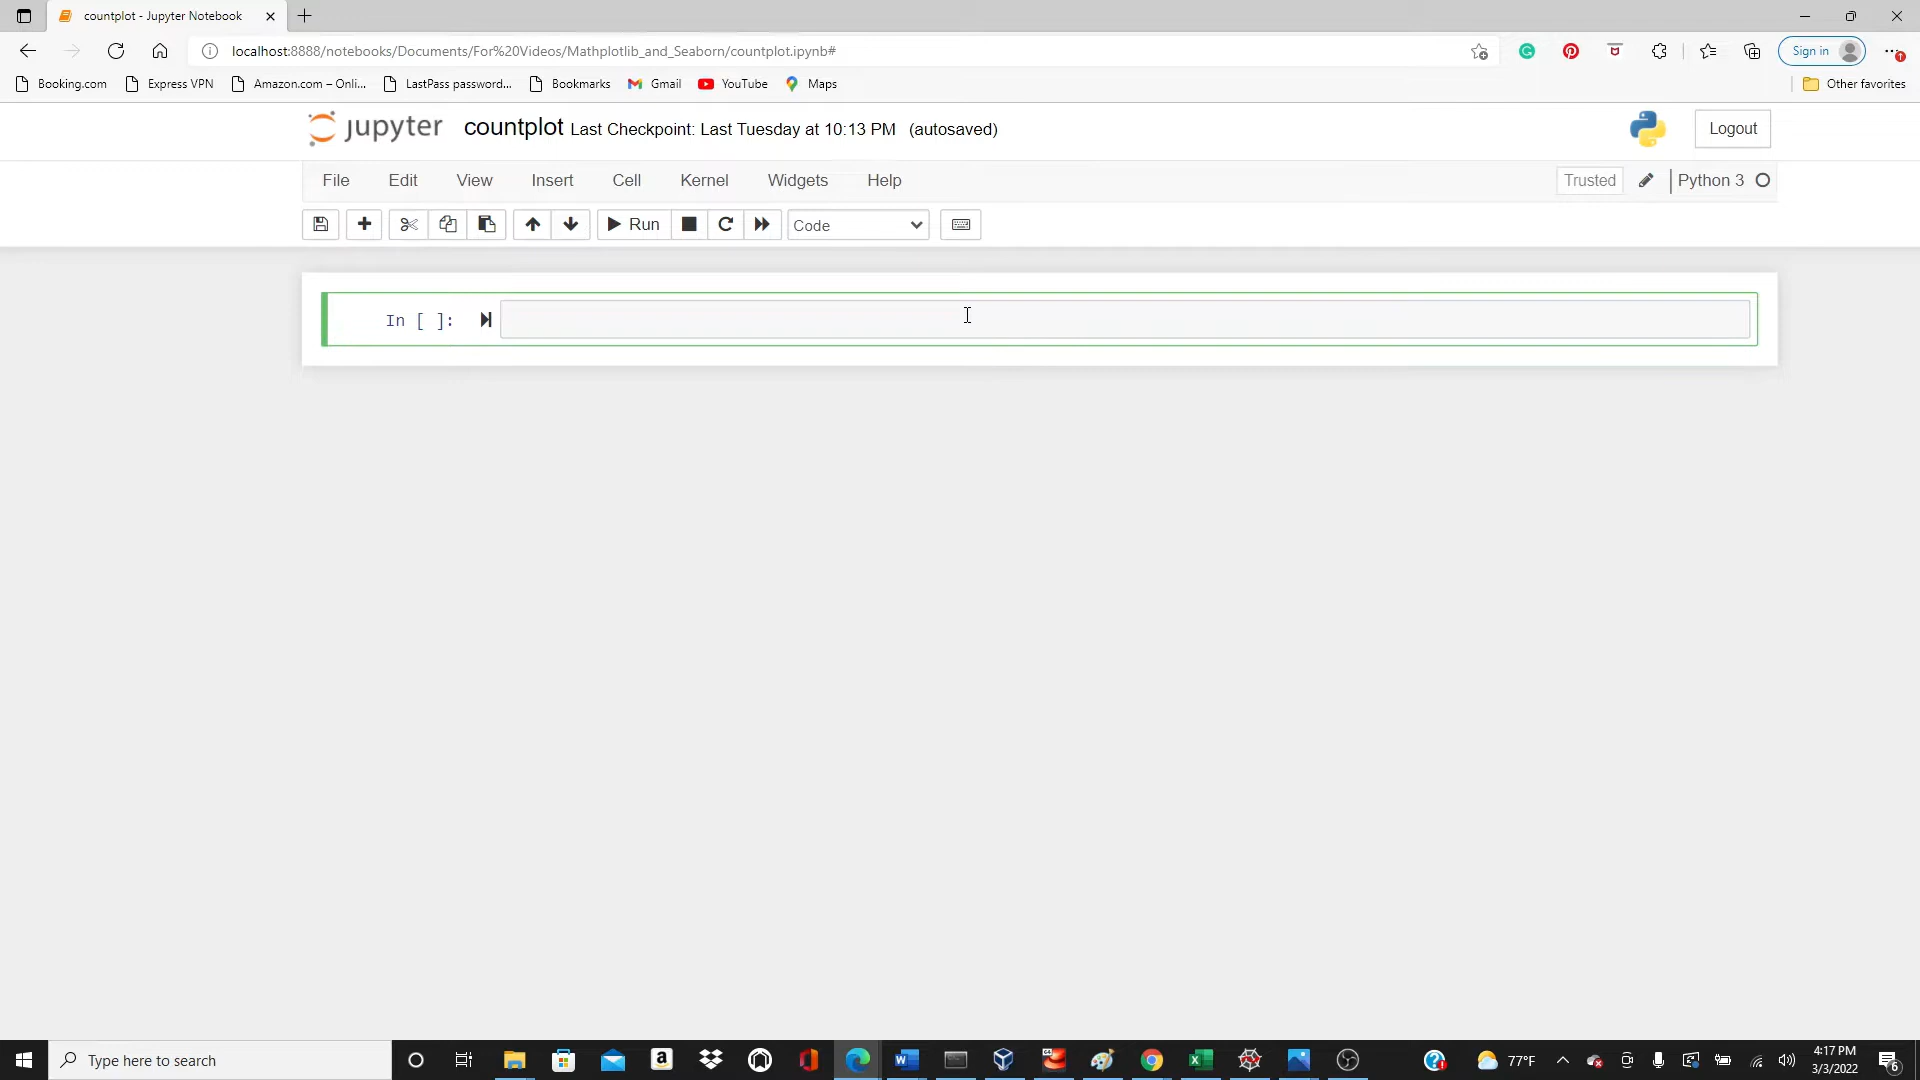 countplot - Jupyter Notebook
localhost:8888/notebooks/Documents/For%20Videos/Mathplotlib_and_Seaborn/countplot.ipynb#
Sign in
Booking.com Express VPN Amazon.com – Onli... LastPass password... Bookmarks Gmail YouTube Maps Other favorites
jupyter countplot Last Checkpoint: Last Tuesday at 10:13 PM (autosaved) Logout
File Edit View Insert Cell Kernel Widgets Help Trusted Python 3
Run Code
In [ ]:
Type here to search 77°F 4:17 PM
3/3/2022 6